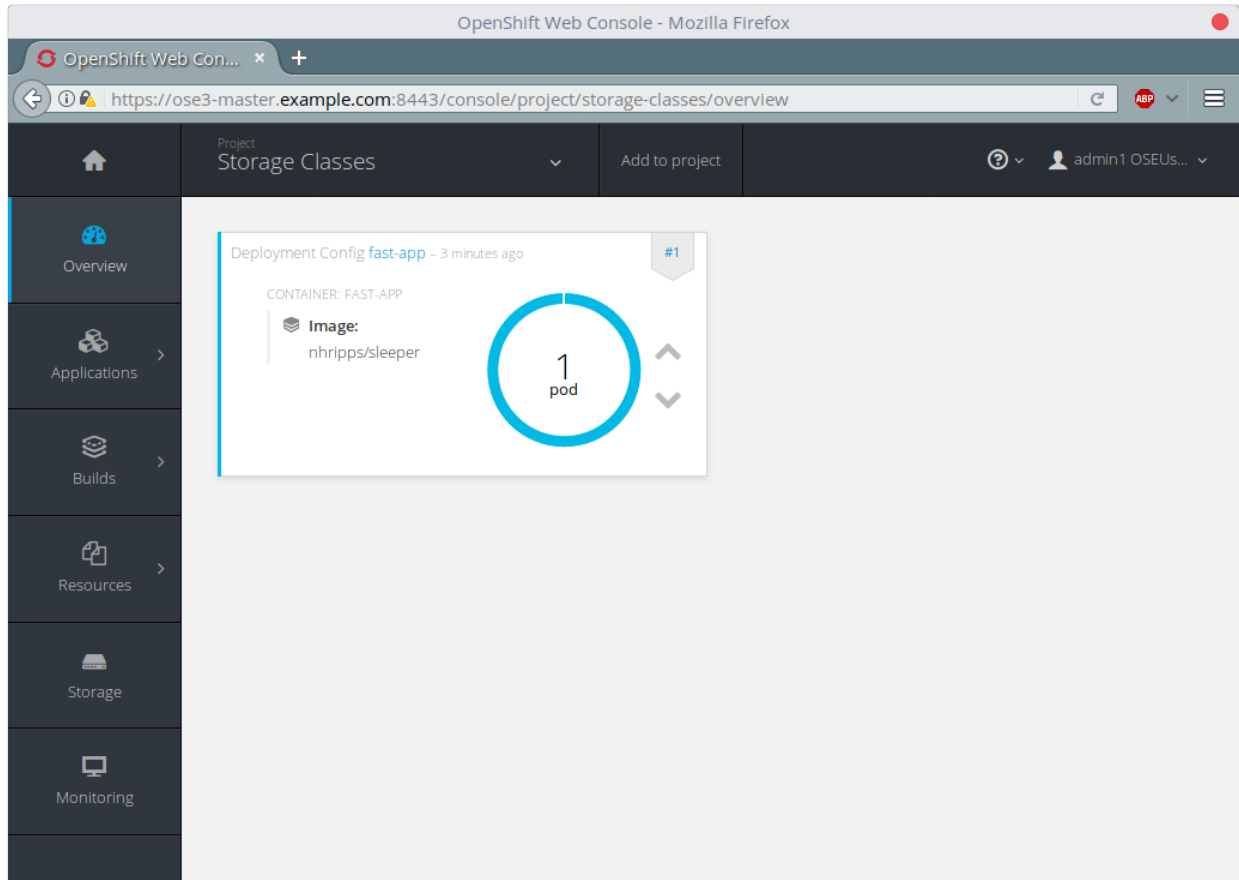 OpenShift Web Console - Mozilla Firefox
OpenShift Web Con... × +
https://ose3-master.example.com:8443/console/project/storage-classes/overview
ABP
Project
Storage Classes
Add to project
admin1 OSEUs...
Overview
Applications
Builds
Resources
Storage
Monitoring
Deployment Config fast-app – 3 minutes ago
#1
CONTAINER: FAST-APP
Image:
nhripps/sleeper
1
pod